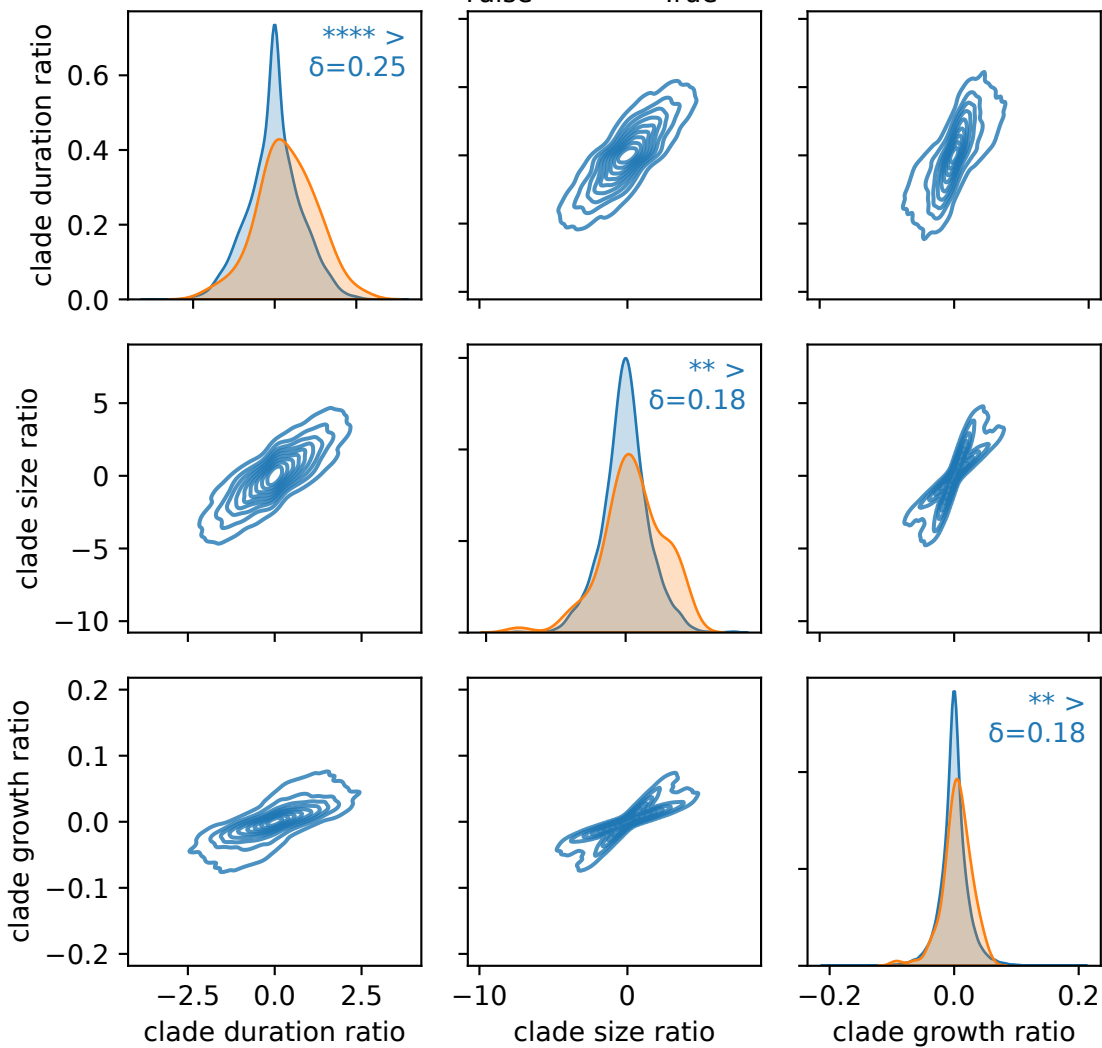 False True
clade duration ratio
0.6
0.4
0.2
0.0
**** >
δ=0.25
clade size ratio
5
0
−5
−10
** >
δ=0.18
clade growth ratio
0.2
0.1
0.0
−0.1
−0.2
** >
δ=0.18
−2.5 0.0 2.5
−10 0
−0.2 0.0 0.2
clade duration ratio
clade size ratio
clade growth ratio